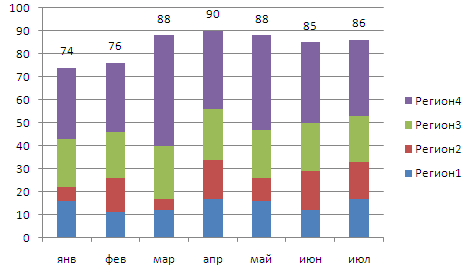 100
90
80
70
60
50
40
30
20
10
0
74
76
88
90
88
85
86
янв
фев
мар
апр
май
июн
июл
Регион4
Регион3
Регион2
Регион1